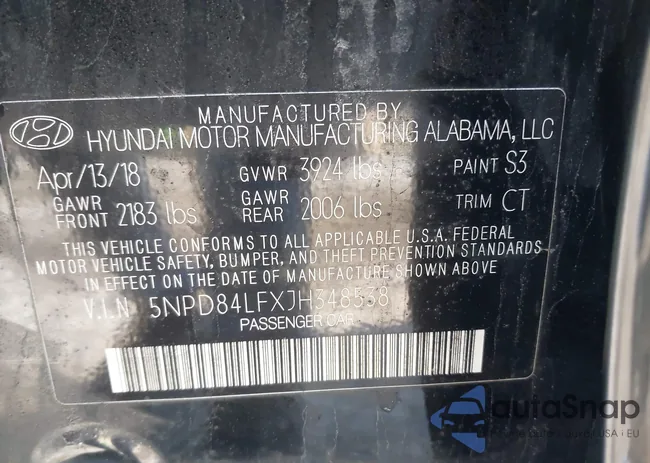 MANUFACTURED BY
HYUNDAI MOTOR MANUFACTURING ALABAMA, LLC
Apr/13/18 GVWR 3924 lbs PAINT S3
GAWR FRONT 2183 lbs GAWR REAR 2006 lbs TRIM CT
THIS VEHICLE CONFORMS TO ALL APPLICABLE U.S.A. FEDERAL
MOTOR VEHICLE SAFETY, BUMPER, AND THEFT PREVENTION STANDARDS
IN EFFECT ON THE DATE OF MANUFACTURE SHOWN ABOVE
V.I.N 5NPD84LFXJH348538
PASSENGER CAR
autoSnap
USA | EU